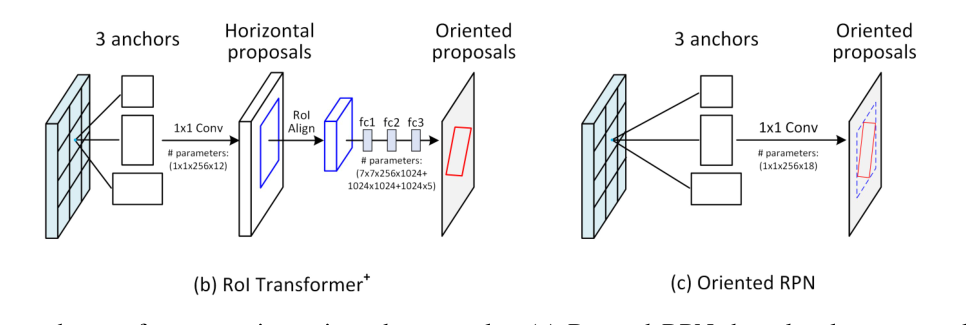 3 anchors
Horizontal
proposals
Oriented
proposals
1x1 Conv
# parameters:
(1x1x256x12)
RoI
Align
fc1 fc2 fc3
# parameters:
(7x7x256x1024+
1024x1024+1024x5)
(b) RoI Transformer+
3 anchors
Oriented
proposals
1x1 Conv
# parameters:
(1x1x256x18)
(c) Oriented RPN